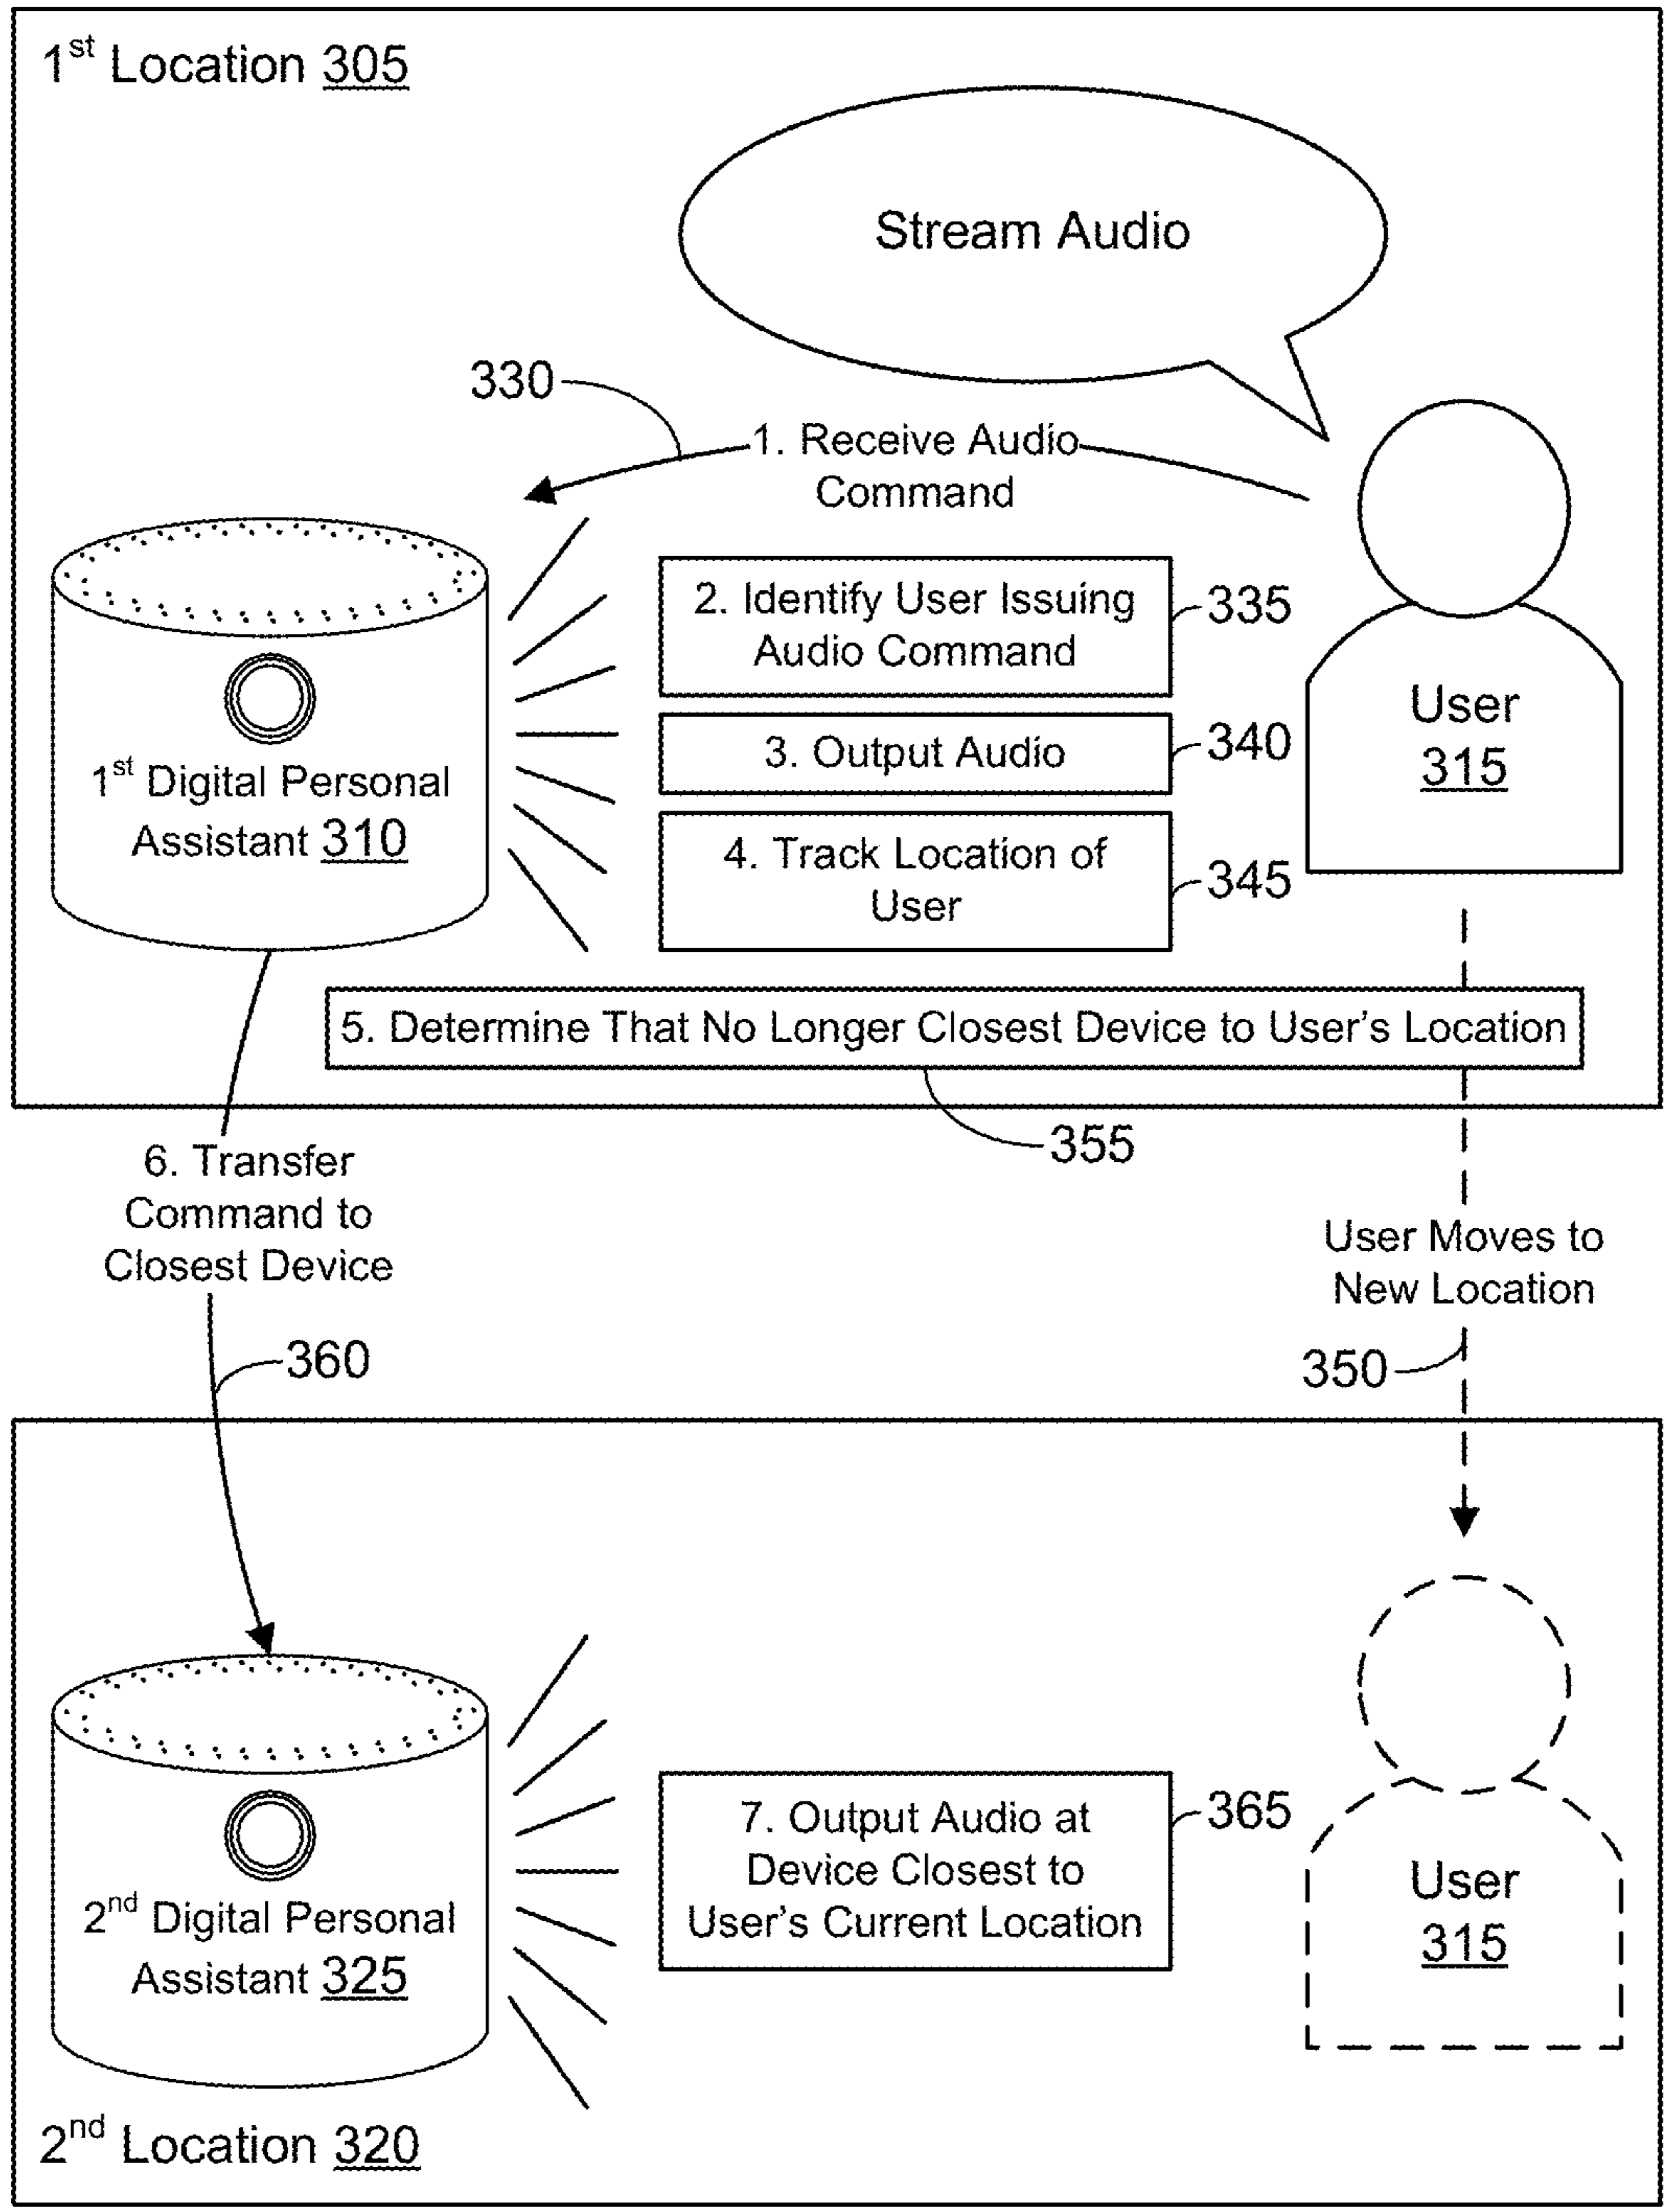 1st Location 305
Stream Audio
330
1. Receive Audio
Command
2. Identify User Issuing
Audio Command
335
3. Output Audio
340
4. Track Location of
User
345
User
315
1st Digital Personal
Assistant 310
5. Determine That No Longer Closest Device to User's Location
355
6. Transfer
Command to
Closest Device
360
User Moves to
New Location
350
7. Output Audio at
Device Closest to
User's Current Location
365
User
315
2nd Digital Personal
Assistant 325
2nd Location 320